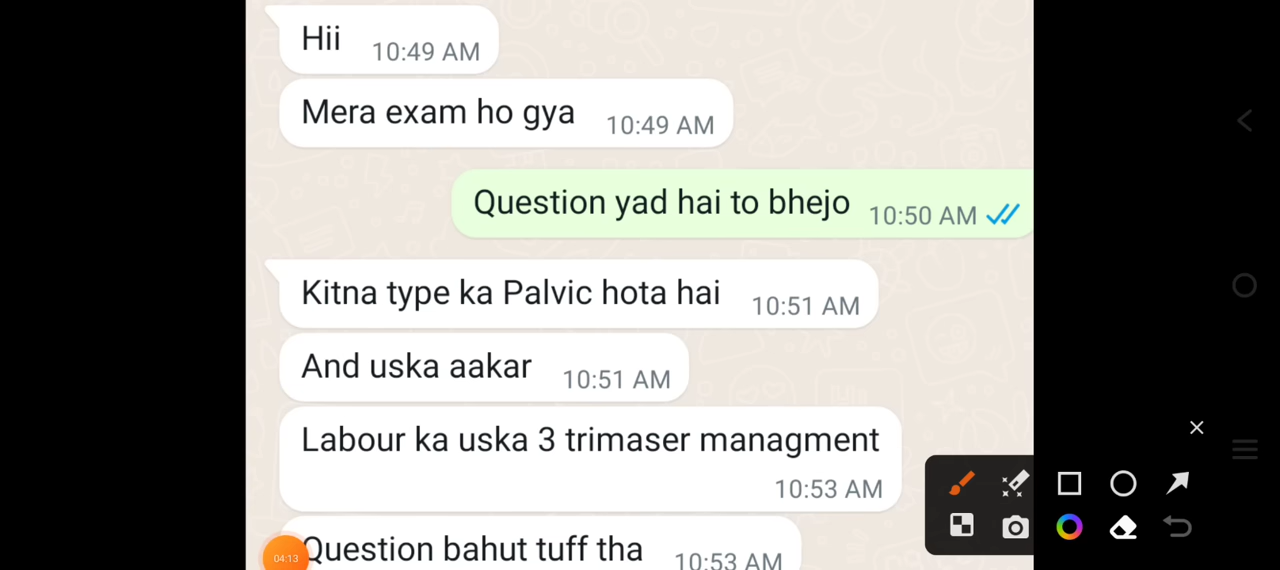 Hii 10:49 AM
Mera exam ho gya 10:49 AM
Question yad hai to bhejo 10:50 AM
Kitna type ka Palvic hota hai 10:51 AM
And uska aakar 10:51 AM
Labour ka uska 3 trimaser managment
10:53 AM
Question bahut tuff tha 10:53 AM
04:13